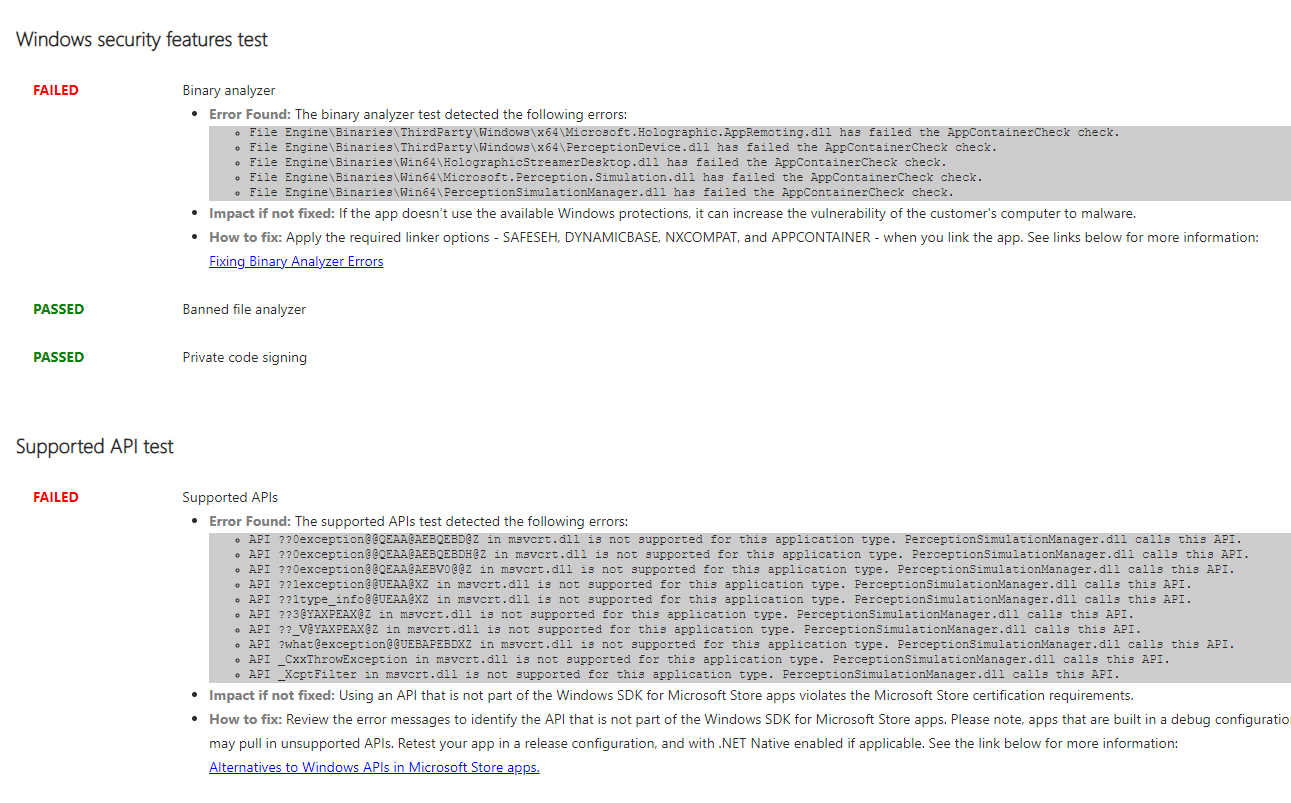 Windows security features test
FAILED
Binary analyzer
Error Found: The binary analyzer test detected the following errors:
File Engine\Binaries\ThirdParty\Windows\x64\Microsoft.Holographic.AppRemoting.dll has failed the AppContainerCheck check.
File Engine\Binaries\ThirdParty\Windows\x64\PerceptionDevice.dll has failed the AppContainerCheck check.
File Engine\Binaries\Win64\HolographicStreamerDesktop.dll has failed the AppContainerCheck check.
File Engine\Binaries\Win64\Microsoft.Perception.Simulation.dll has failed the AppContainerCheck check.
File Engine\Binaries\Win64\PerceptionSimulationManager.dll has failed the AppContainerCheck check.
Impact if not fixed: If the app doesn't use the available Windows protections, it can increase the vulnerability of the customer's computer to malware.
How to fix: Apply the required linker options - SAFESEH, DYNAMICBASE, NXCOMPAT, and APPCONTAINER - when you link the app. See links below for more information:
Fixing Binary Analyzer Errors
PASSED
Banned file analyzer
PASSED
Private code signing
Supported API test
FAILED
Supported APIs
Error Found: The supported APIs test detected the following errors:
API ??0exception@@QEAA@AEBQEBD@Z in msvcrt.dll is not supported for this application type. PerceptionSimulationManager.dll calls this API.
API ??0exception@@QEAA@AEBQEBDH@Z in msvcrt.dll is not supported for this application type. PerceptionSimulationManager.dll calls this API.
API ??0exception@@QEAA@AEBV0@@Z in msvcrt.dll is not supported for this application type. PerceptionSimulationManager.dll calls this API.
API ??1exception@@UEAA@XZ in msvcrt.dll is not supported for this application type. PerceptionSimulationManager.dll calls this API.
API ??1type_info@@UEAA@XZ in msvcrt.dll is not supported for this application type. PerceptionSimulationManager.dll calls this API.
API ??3@YAXPEAX@Z in msvcrt.dll is not supported for this application type. PerceptionSimulationManager.dll calls this API.
API ??_V@YAXPEAX@Z in msvcrt.dll is not supported for this application type. PerceptionSimulationManager.dll calls this API.
API ?what@exception@@UEBAPEBDXZ in msvcrt.dll is not supported for this application type. PerceptionSimulationManager.dll calls this API.
API _CxxThrowException in msvcrt.dll is not supported for this application type. PerceptionSimulationManager.dll calls this API.
API _XcptFilter in msvcrt.dll is not supported for this application type. PerceptionSimulationManager.dll calls this API.
Impact if not fixed: Using an API that is not part of the Windows SDK for Microsoft Store apps violates the Microsoft Store certification requirements.
How to fix: Review the error messages to identify the API that is not part of the Windows SDK for Microsoft Store apps. Please note, apps that are built in a debug configuratio
may pull in unsupported APIs. Retest your app in a release configuration, and with .NET Native enabled if applicable. See the link below for more information:
Alternatives to Windows APIs in Microsoft Store apps.